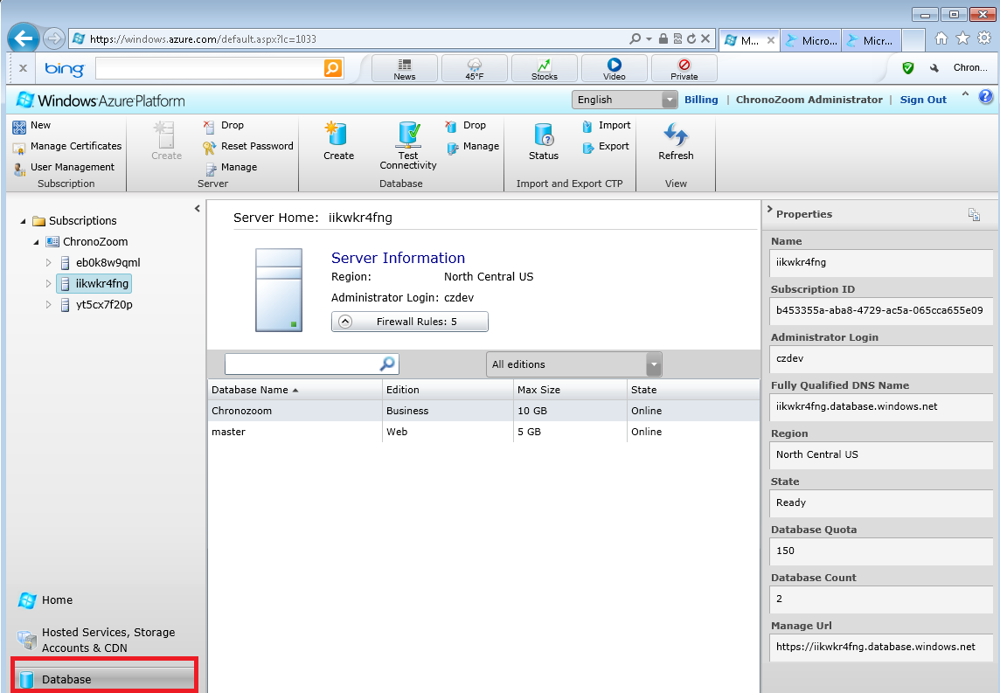 https://windows.azure.com/default.aspx?lc=1033
M...
Micro...
Micr...
x
bing
News
45°F
Stocks
Video
Private
Chron...
Windows Azure Platform
English
Billing | ChronoZoom Administrator | Sign Out
New
Manage Certificates
User Management
Subscription
Create
Drop
Reset Password
Manage
Server
Create
Test
Connectivity
Drop
Manage
Database
Status
Import
Export
Import and Export CTP
Refresh
View
Subscriptions
ChronoZoom
eb0k8w9qml
iikwkr4fng
yt5cx7f20p
Home
Hosted Services, Storage
Accounts & CDN
Database
Server Home: iikwkr4fng
Server Information
Region: North Central US
Administrator Login: czdev
Firewall Rules: 5
All editions
Database Name Edition Max Size State
Chronozoom Business 10 GB Online
master Web 5 GB Online
Properties
Name
iikwkr4fng
Subscription ID
b453355a-aba8-4729-ac5a-065cca655e09
Administrator Login
czdev
Fully Qualified DNS Name
iikwkr4fng.database.windows.net
Region
North Central US
State
Ready
Database Quota
150
Database Count
2
Manage Url
https://iikwkr4fng.database.windows.net